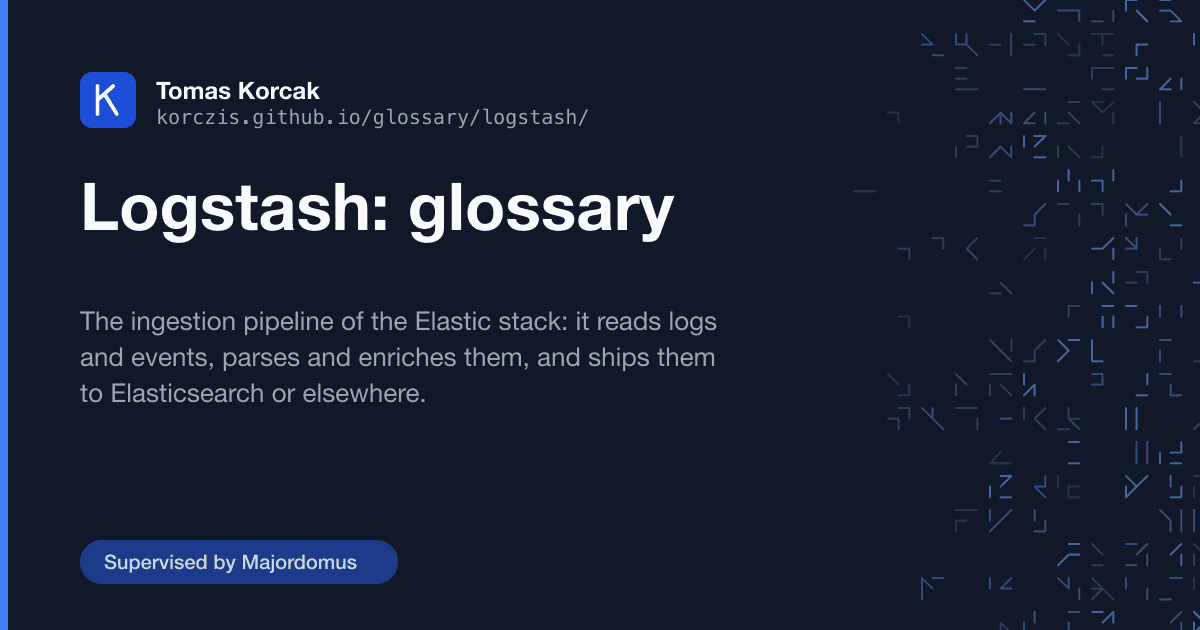 K
Tomas Korcak
korczis.github.io/glossary/logstash/
Logstash: glossary
The ingestion pipeline of the Elastic stack: it reads logs
and events, parses and enriches them, and ships them
to Elasticsearch or elsewhere.
Supervised by Majordomus